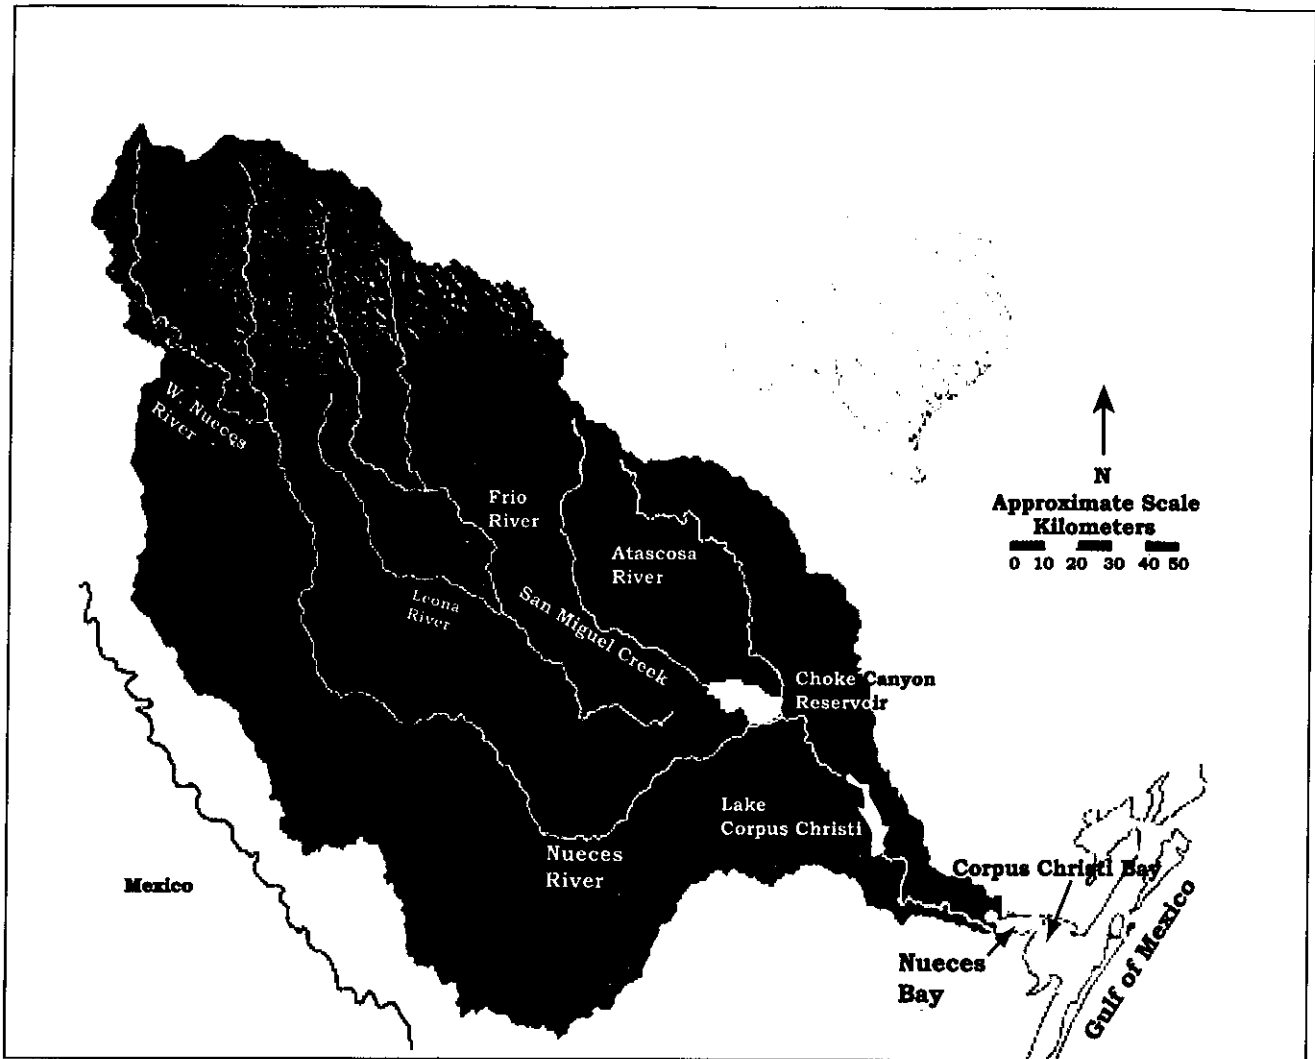 W. Nueces
River
Frio
River
Atascosa
River
N
Approximate Scale
Kilometers
0 10 20 30 40 50
Leona
River
San Miguel Creek
Choke Canyon
Reservoir
Lake
Corpus Christi
Nueces
River
Mexico
Corpus Christi Bay
Nueces
Bay
Gulf of Mexico